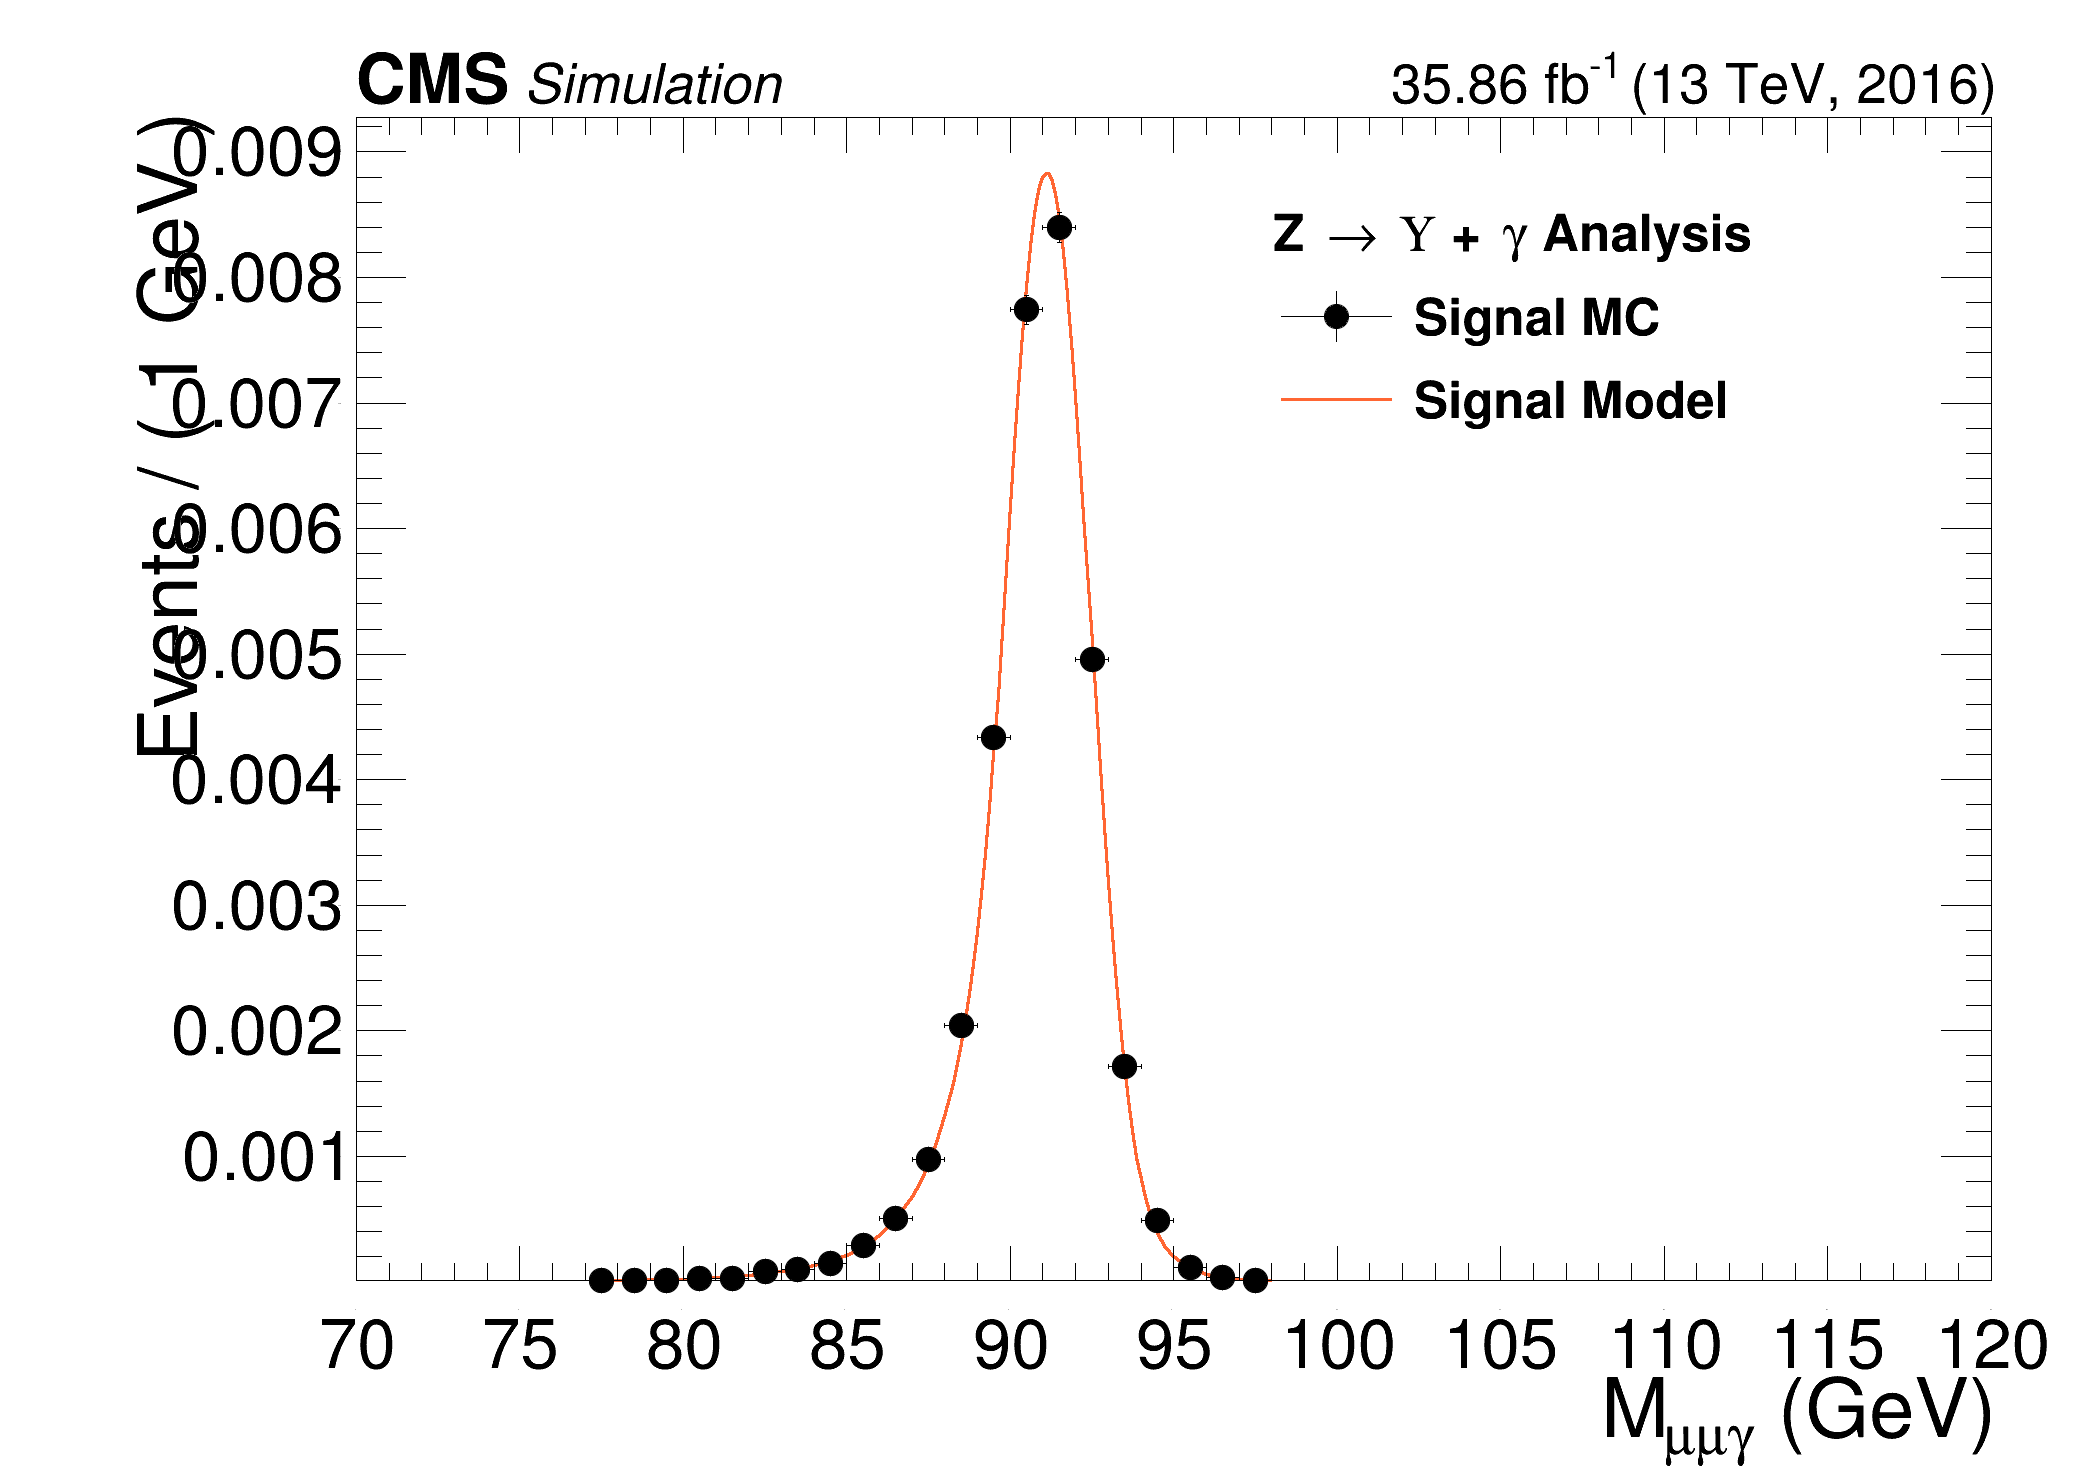 CMS Simulation
35.86 fb⁻¹ (13 TeV, 2016)
Events / ( 1 GeV )
0.009
0.008
0.007
0.006
0.005
0.004
0.003
0.002
0.001
Z → Υ + γ Analysis
Signal MC
Signal Model
70 75 80 85 90 95 100 105 110 115 120
M_μμγ (GeV)